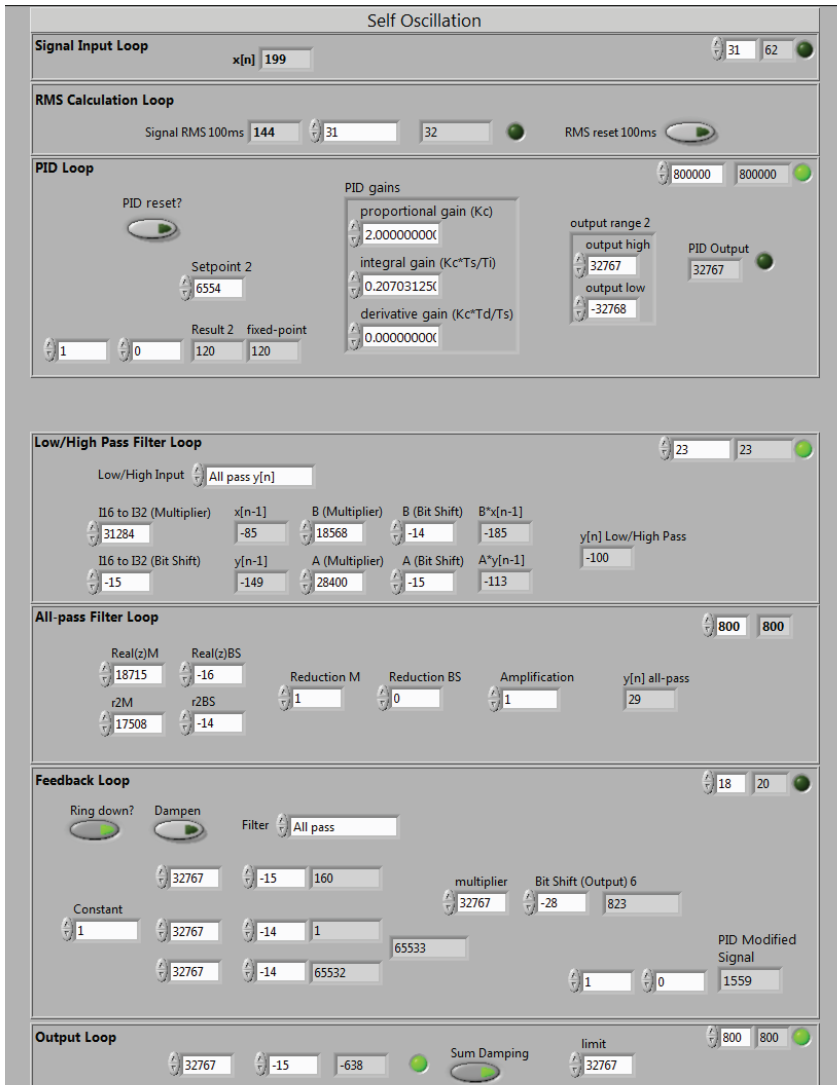 Self Oscillation
Signal Input Loop
x[n] 199
31 62
RMS Calculation Loop
Signal RMS 100ms 144 31 32 RMS reset 100ms
PID Loop
800000 800000
PID reset?
PID gains
proportional gain (Kc)
2.00000000(
integral gain (Kc*Ts/Ti)
0.20703125(
derivative gain (Kc*Td/Ts)
0.00000000(
output range 2
output high
32767
output low
-32768
PID Output
32767
Setpoint 2
6554
Result 2 fixed-point
1 0 120 120
Low/High Pass Filter Loop
23 23
Low/High Input All pass y[n]
I16 to I32 (Multiplier) x[n-1] B (Multiplier) B (Bit Shift) B*x[n-1]
31284 -85 18568 -14 -185
I16 to I32 (Bit Shift) y[n-1] A (Multiplier) A (Bit Shift) A*y[n-1]
-15 -149 28400 -15 -113
y[n] Low/High Pass
-100
All-pass Filter Loop
800 800
Real(z)M Real(z)BS
18715 -16
r2M r2BS
17508 -14
Reduction M Reduction BS Amplification y[n] all-pass
1 0 1 29
Feedback Loop
18 20
Ring down? Dampen Filter All pass
32767 -15 160
Constant
1 32767 -14 1
32767 -14 65532
65533
multiplier Bit Shift (Output) 6
32767 -28 823
PID Modified
Signal
1 0 1559
Output Loop
800 800
32767 -15 -638 Sum Damping
limit
32767